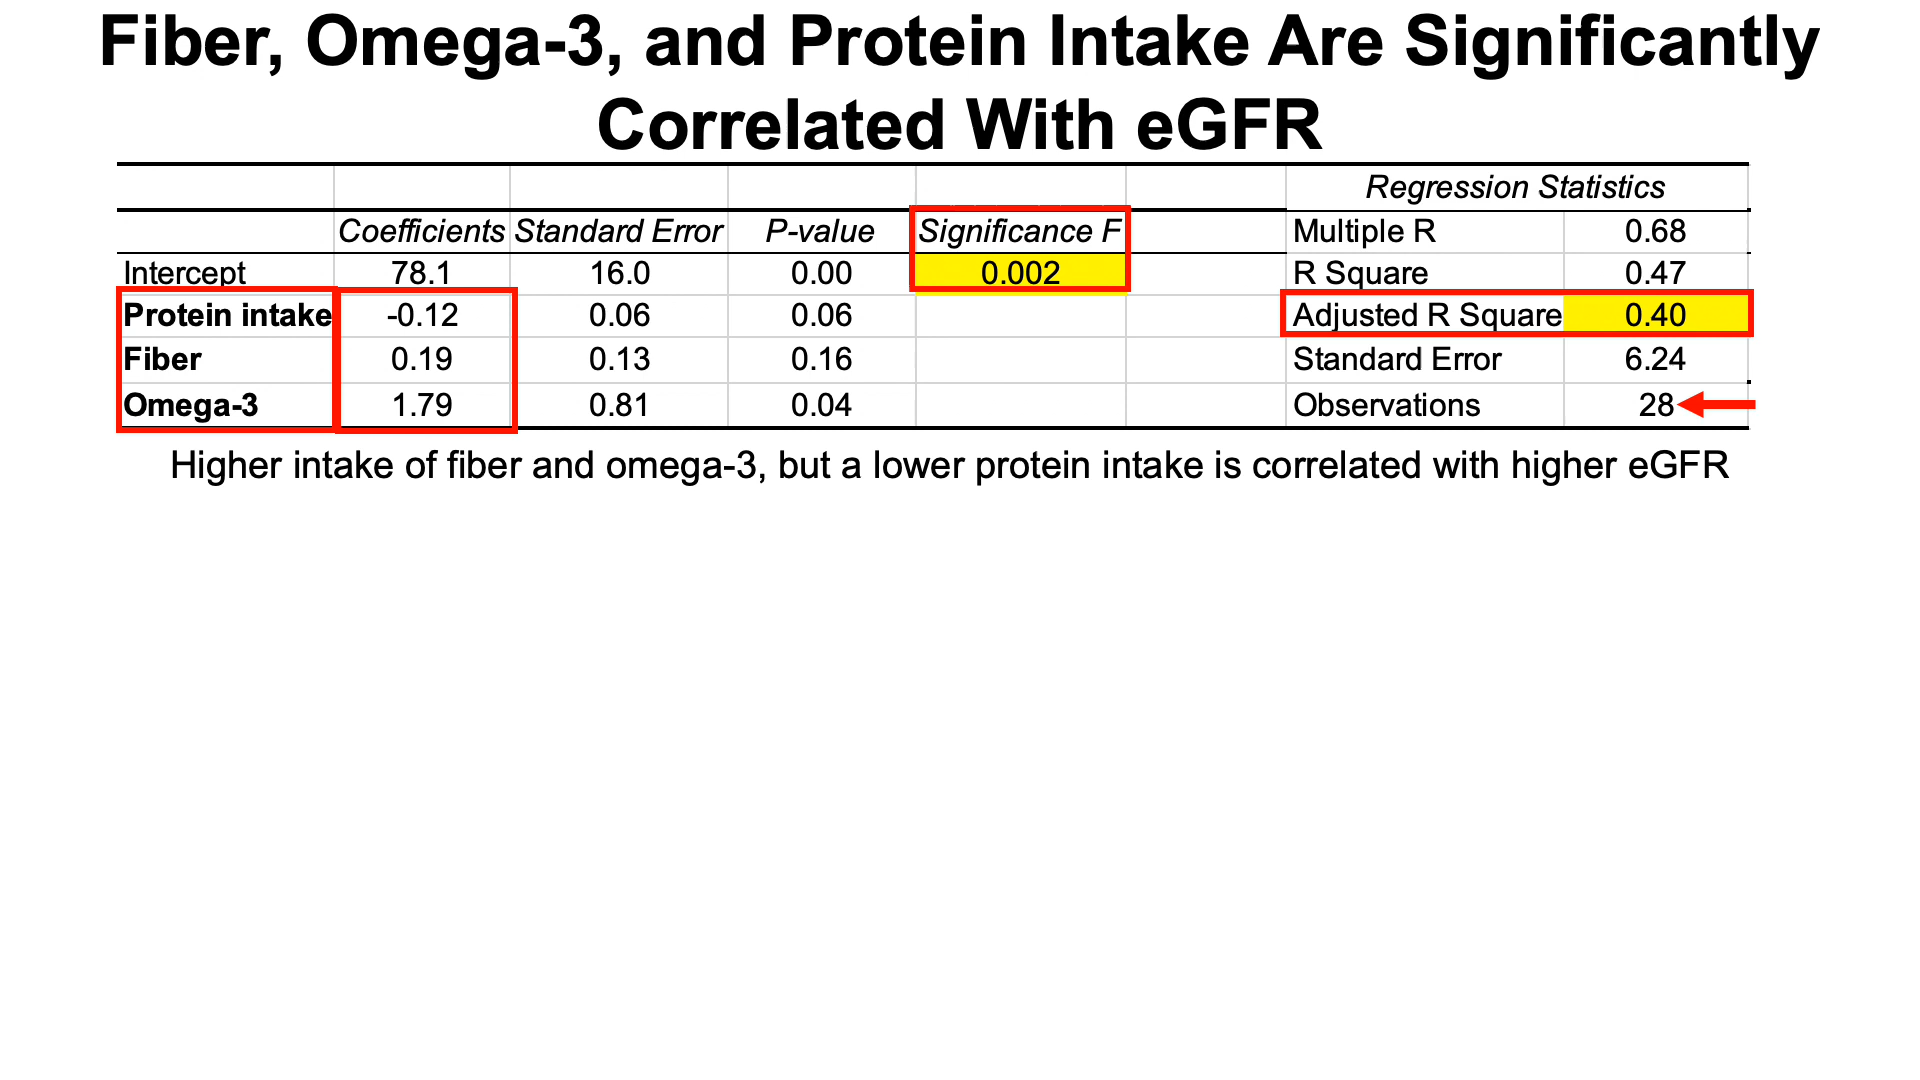 Fiber, Omega-3, and Protein Intake Are Significantly
Correlated With eGFR
Regression Statistics
Coefficients Standard Error P-value Significance F Multiple R 0.68
Intercept 78.1 16.0 0.00 0.002 R Square 0.47
Protein intake -0.12 0.06 0.06 Adjusted R Square 0.40
Fiber 0.19 0.13 0.16 Standard Error 6.24
Omega-3 1.79 0.81 0.04 Observations 28
Higher intake of fiber and omega-3, but a lower protein intake is correlated with higher eGFR